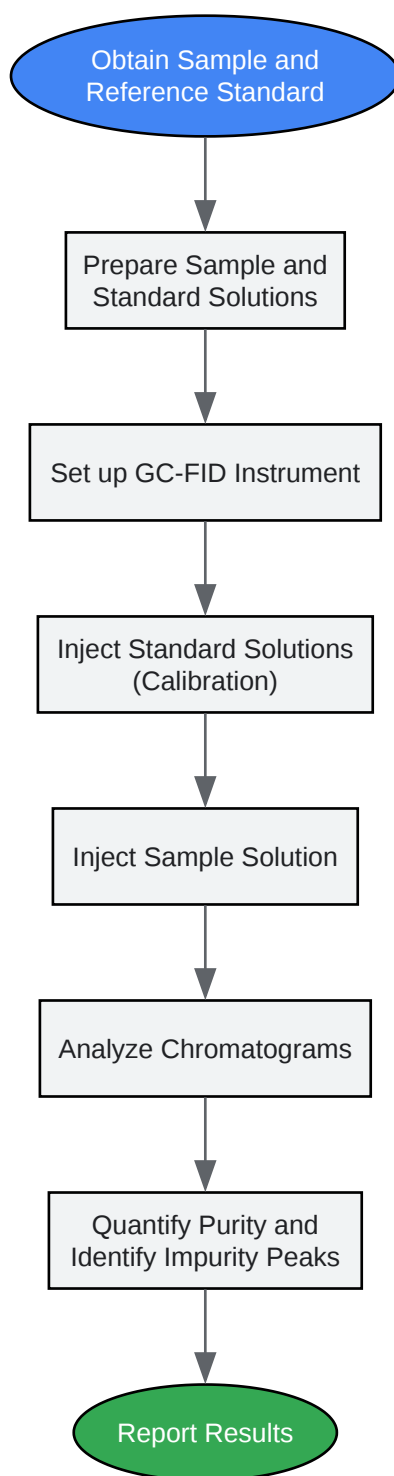 Obtain Sample and
Reference Standard
Prepare Sample and
Standard Solutions
Set up GC-FID Instrument
Inject Standard Solutions
(Calibration)
Inject Sample Solution
Analyze Chromatograms
Quantify Purity and
Identify Impurity Peaks
Report Results